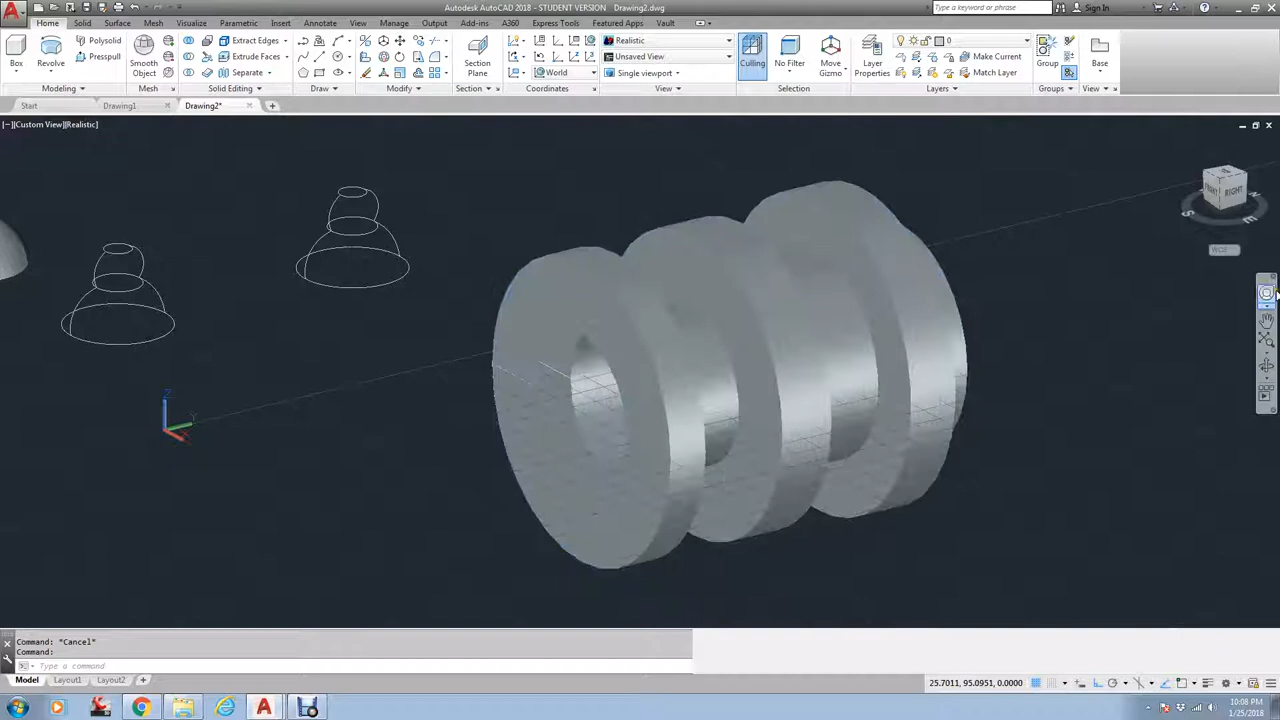 Autodesk AutoCAD 2018 - STUDENT VERSION Drawing2.dwg
Type a keyword or phrase
Sign In
Home Solid Surface Mesh Visualize Parametric Insert Annotate View Manage Output Add-ins A360 Express Tools Featured Apps Vault
Box
Revolve
Polysolid
Presspull
Smooth Object
Extract Edges
Extrude Faces
Separate
Section Plane
World
Realistic
Unsaved View
Single viewport
Culling
No Filter
Move Gizmo
Layer Properties
0
Make Current
Match Layer
Group
Base
Modeling
Mesh
Solid Editing
Draw
Modify
Section
Coordinates
View
Selection
Layers
Groups
View
Start
Drawing1
Drawing2*
[−][Custom View][Realistic]
FRONT
RIGHT
S
E
WCS
Z
Y
X
Command: *Cancel*
Command:
Type a command
Model
Layout1
Layout2
25.7011, 95.0951, 0.0000
MODEL
10:08 PM
1/25/2018